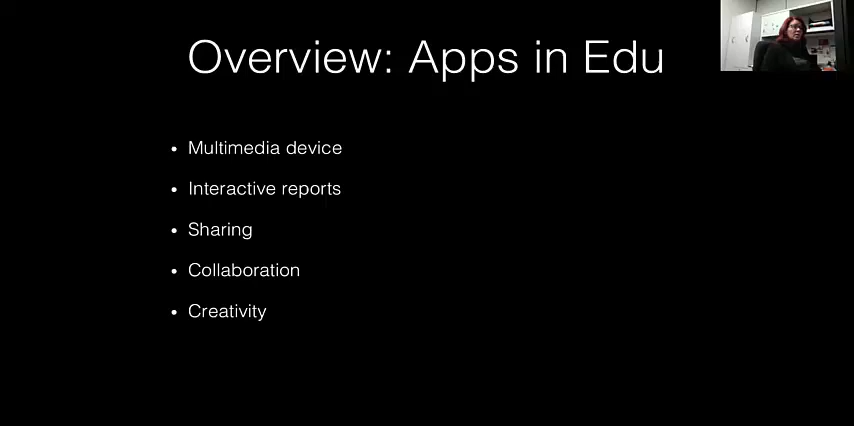 Overview: Apps in Edu
• Multimedia device
• Interactive reports
• Sharing
• Collaboration
• Creativity